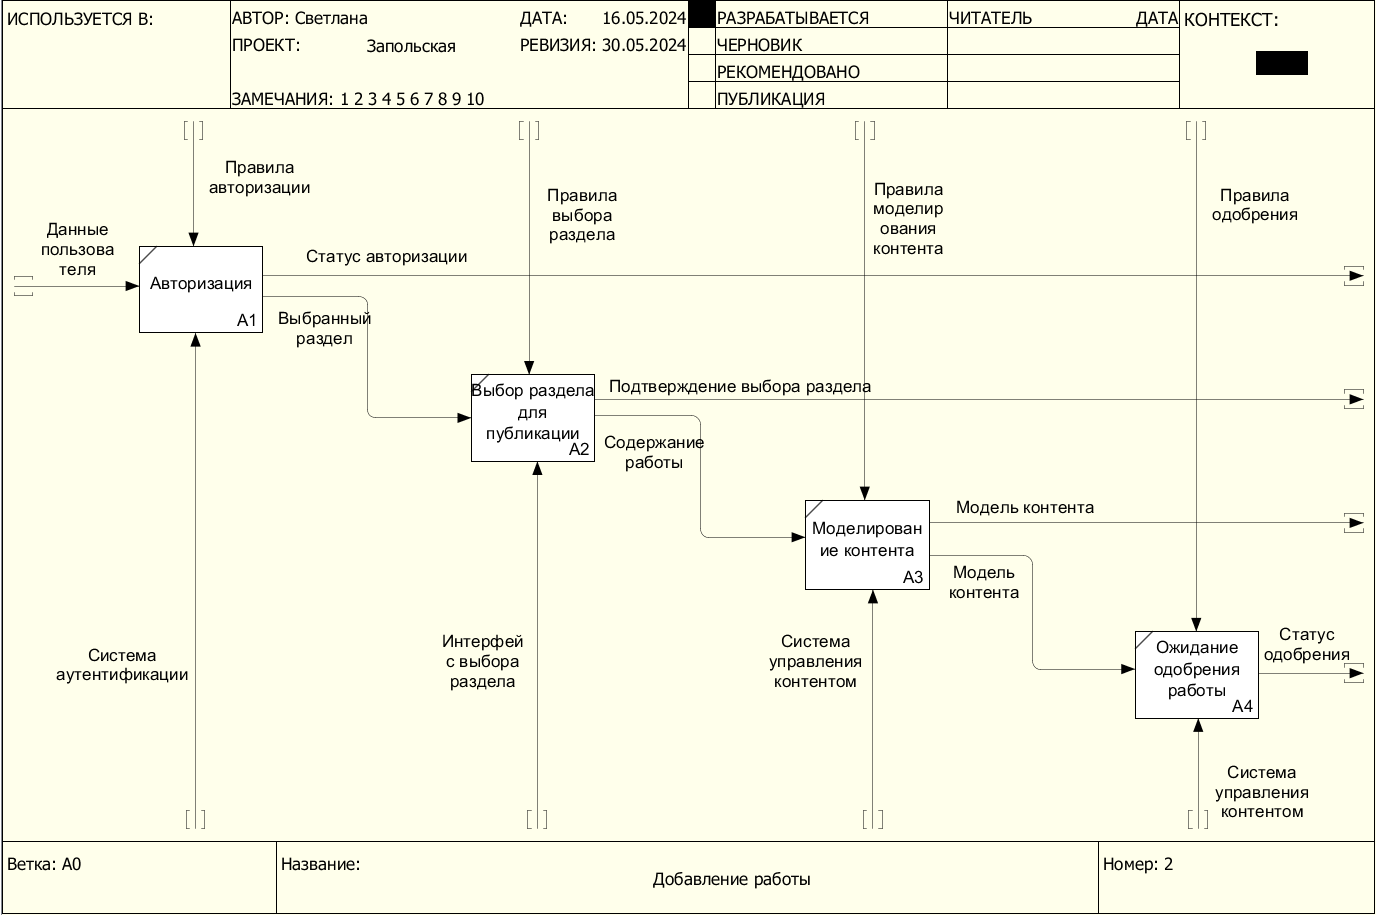 ИСПОЛЬЗУЕТСЯ В:
АВТОР: Светлана
ДАТА: 16.05.2024
ПРОЕКТ: Запольская
РЕВИЗИЯ: 30.05.2024
ЗАМЕЧАНИЯ: 1 2 3 4 5 6 7 8 9 10
РАЗРАБАТЫВАЕТСЯ
ЧЕРНОВИК
РЕКОМЕНДОВАНО
ПУБЛИКАЦИЯ
ЧИТАТЕЛЬ
ДАТА
КОНТЕКСТ:
Правила
авторизации
Правила
выбора
раздела
Правила
моделир
ования
контента
Правила
одобрения
Данные
пользова
теля
Авторизация
A1
Статус авторизации
Выбранный
раздел
Выбор раздела
для
публикации
A2
Подтверждение выбора раздела
Содержание
работы
Моделирован
ие контента
A3
Модель контента
Модель
контента
Ожидание
одобрения
работы
A4
Статус
одобрения
Система
аутентификации
Интерфей
с выбора
раздела
Система
управления
контентом
Система
управления
контентом
Ветка: A0
Название:
Добавление работы
Номер: 2